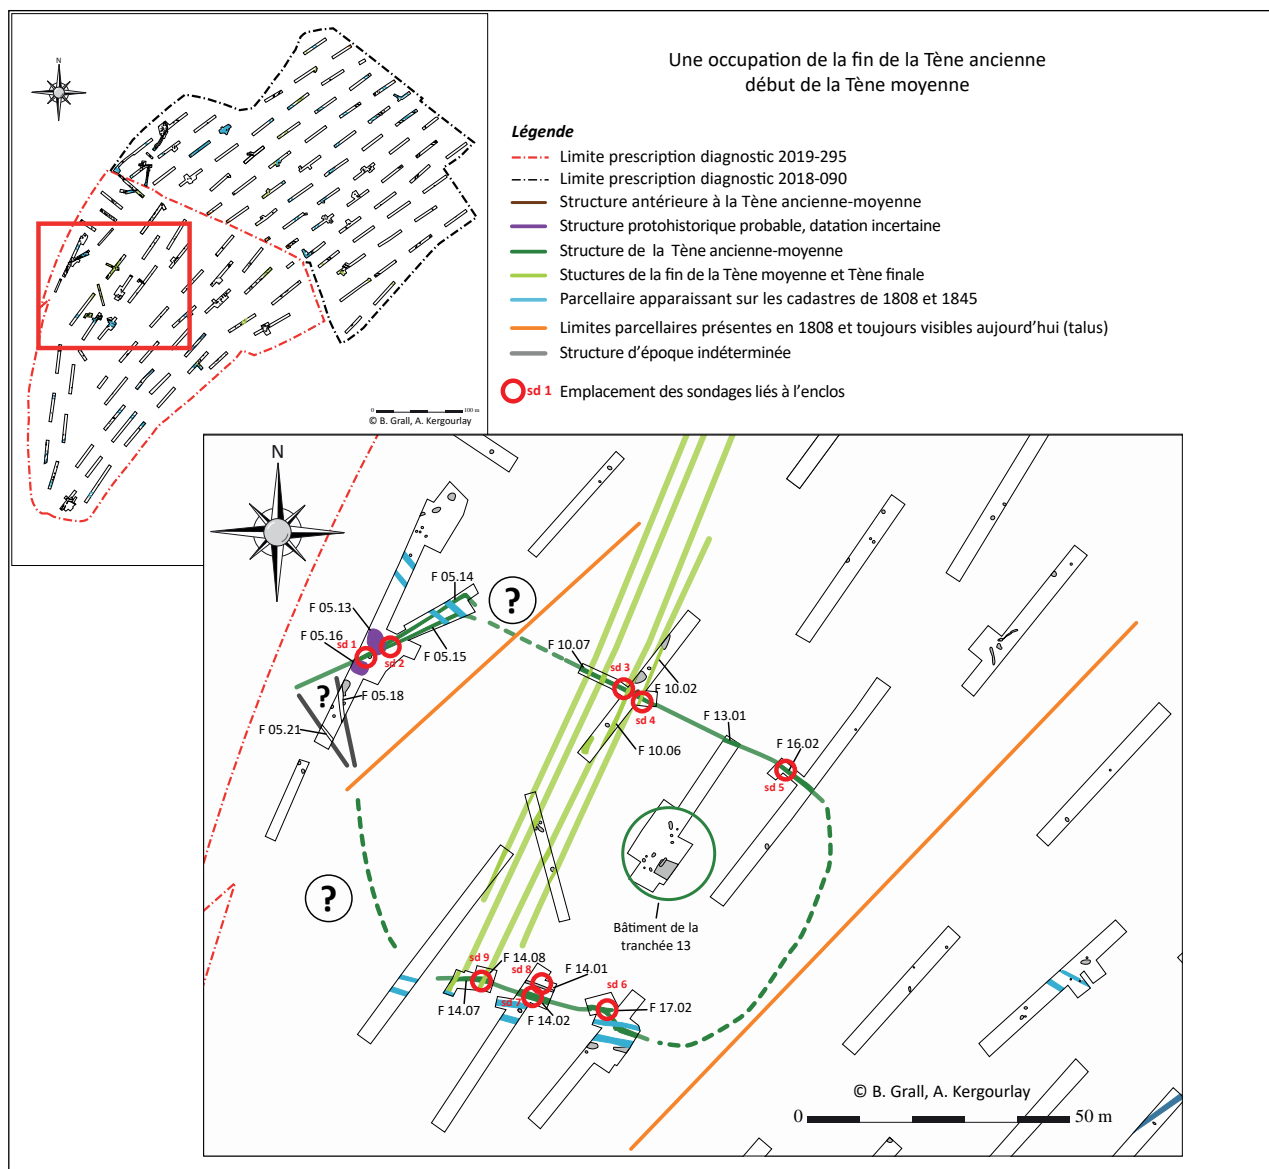 Une occupation de la fin de la Tène ancienne
début de la Tène moyenne
N
Légende
Limite prescription diagnostic 2019-295
Limite prescription diagnostic 2018-090
Structure antérieure à la Tène ancienne-moyenne
Structure protohistorique probable, datation incertaine
Structure de la Tène ancienne-moyenne
Stuctures de la fin de la Tène moyenne et Tène finale
Parcellaire apparaissant sur les cadastres de 1808 et 1845
Limites parcellaires présentes en 1808 et toujours visibles aujourd'hui (talus)
Structure d'époque indéterminée
sd 1 Emplacement des sondages liés à l'enclos
0 100 m
© B. Grall, A. Kergourlay
N
F 05.14
?
F 05.13
F 05.16
sd 1
sd 2
F 05.15
F 10.07
sd 3
F 10.02
?
F 05.18
sd 4
F 13.01
F 05.21
F 10.06
F 16.02
sd 5
?
Bâtiment de la
tranchée 13
sd 9
F 14.08
sd 8
F 14.01
sd 6
sd 7
F 14.07
F 14.02
F 17.02
© B. Grall, A. Kergourlay
0 50 m